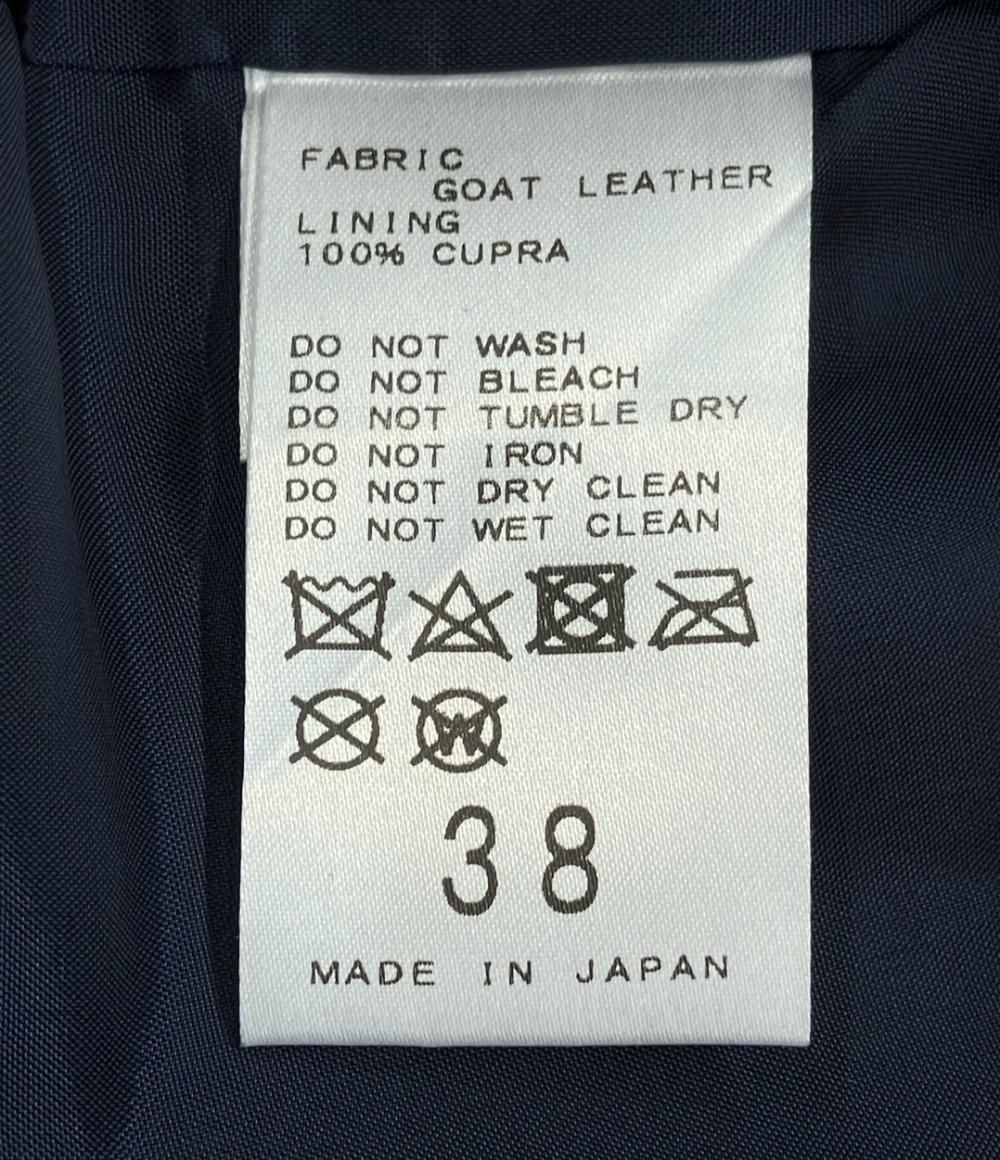 FABRIC
GOAT LEATHER
LINING
100% CUPRA
DO NOT WASH
DO NOT BLEACH
DO NOT TUMBLE DRY
DO NOT IRON
DO NOT DRY CLEAN
DO NOT WET CLEAN
W
38
MADE IN JAPAN